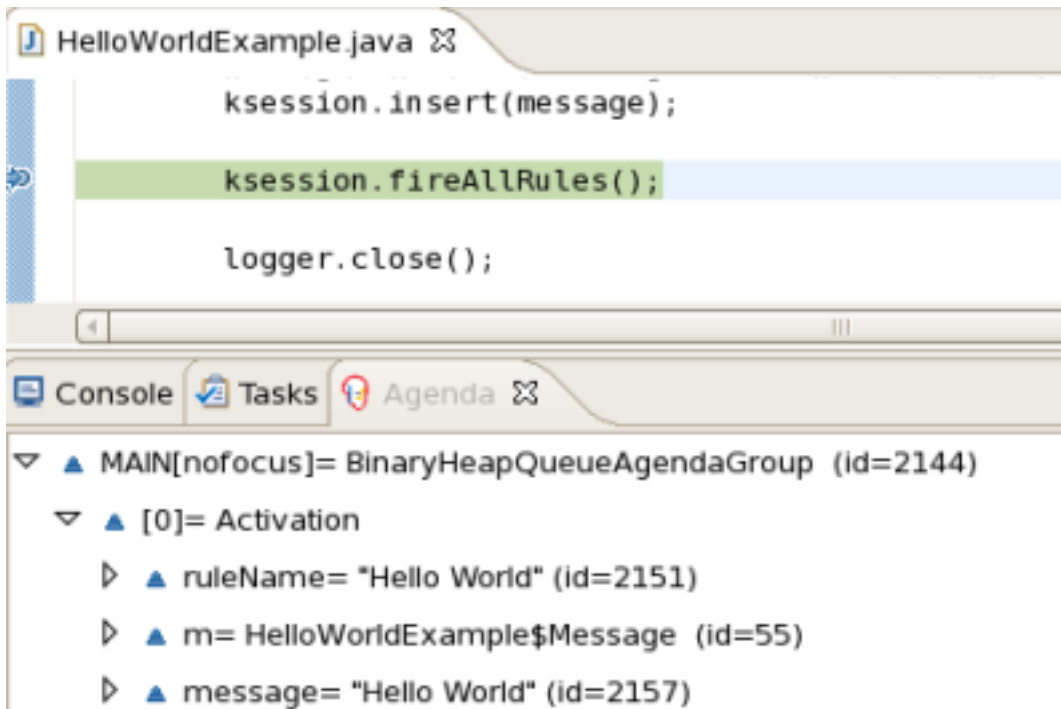 HelloWorldExample.java
ksession.insert(message);
ksession.fireAllRules();
logger.close();
Console Tasks Agenda
MAIN[nofocus]= BinaryHeapQueueAgendaGroup (id=2144)
[0]= Activation
ruleName= "Hello World" (id=2151)
m= HelloWorldExample$Message (id=55)
message= "Hello World" (id=2157)